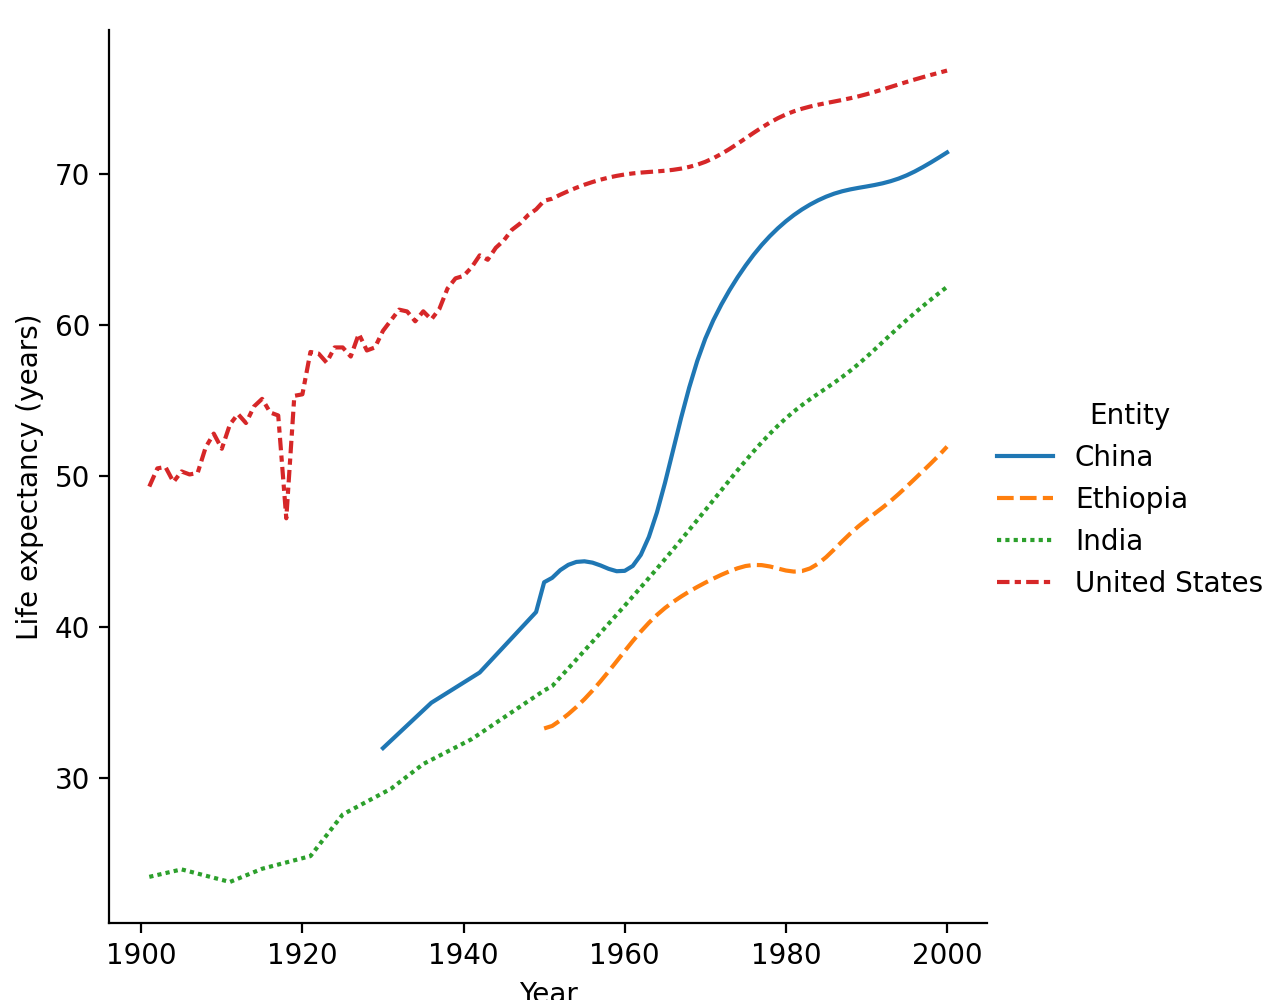 Life expectancy (years)
70
60
50
40
30
1900 1920 1940 1960 1980 2000
Year
Entity
China
Ethiopia
India
United States